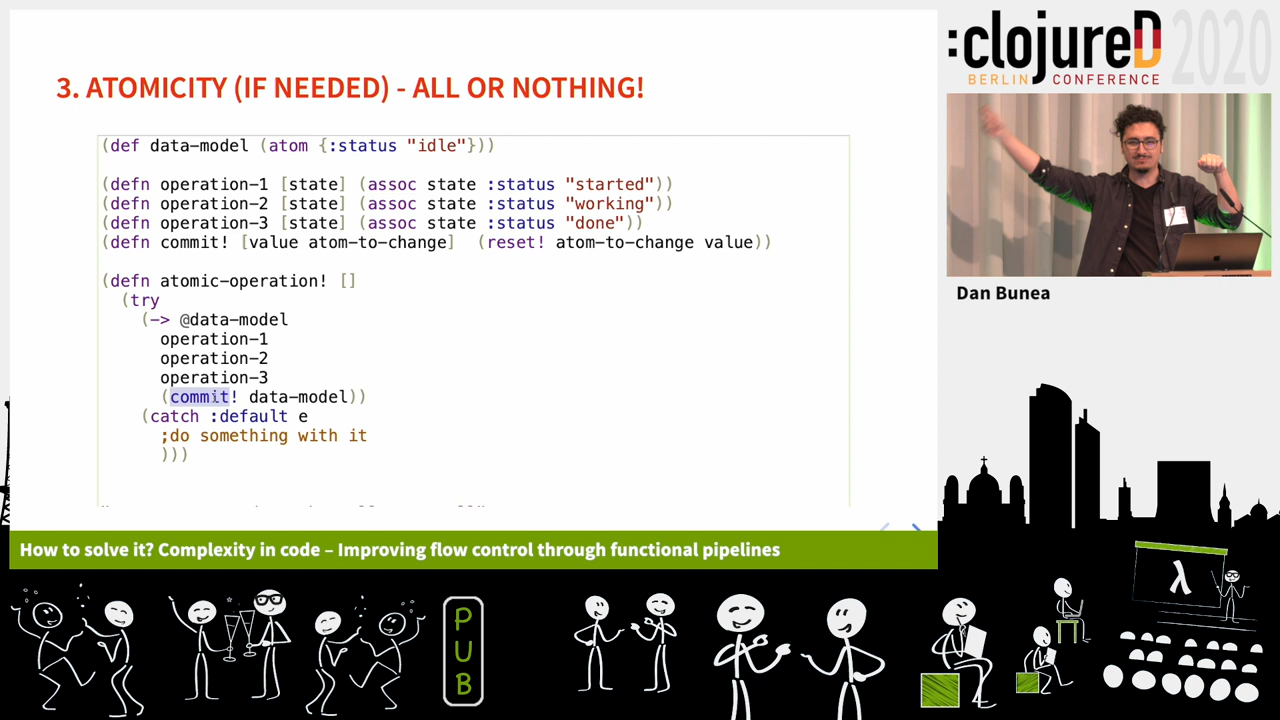 3. ATOMICITY (IF NEEDED) - ALL OR NOTHING!
(def data-model (atom {:status "idle"}))
(defn operation-1 [state] (assoc state :status "started"))
(defn operation-2 [state] (assoc state :status "working"))
(defn operation-3 [state] (assoc state :status "done"))
(defn commit! [value atom-to-change]  (reset! atom-to-change value))
(defn atomic-operation! []
  (try
    (-> @data-model
      operation-1
      operation-2
      operation-3
      (commit! data-model))
    (catch :default e
      ;do something with it
      )))
:clojureD 2020
BERLIN CONFERENCE
Dan Bunea
How to solve it? Complexity in code – Improving flow control through functional pipelines
PUB
λ